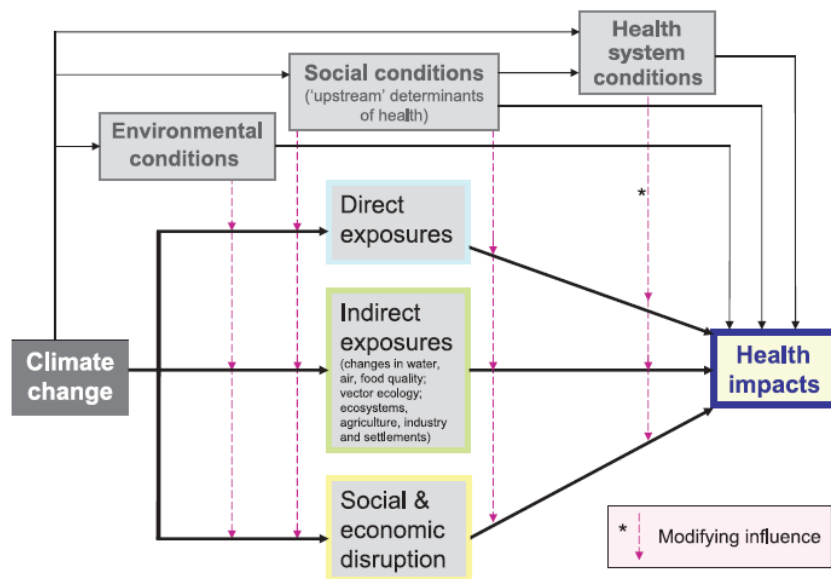 Health
system
conditions
Social conditions
('upstream' determinants
of health)
Environmental
conditions
*
Direct
exposures
Indirect
exposures
(changes in water,
air, food quality;
vector ecology;
ecosystems,
agriculture, industry
and settlements)
Climate
change
Health
impacts
Social &
economic
disruption
* Modifying influence